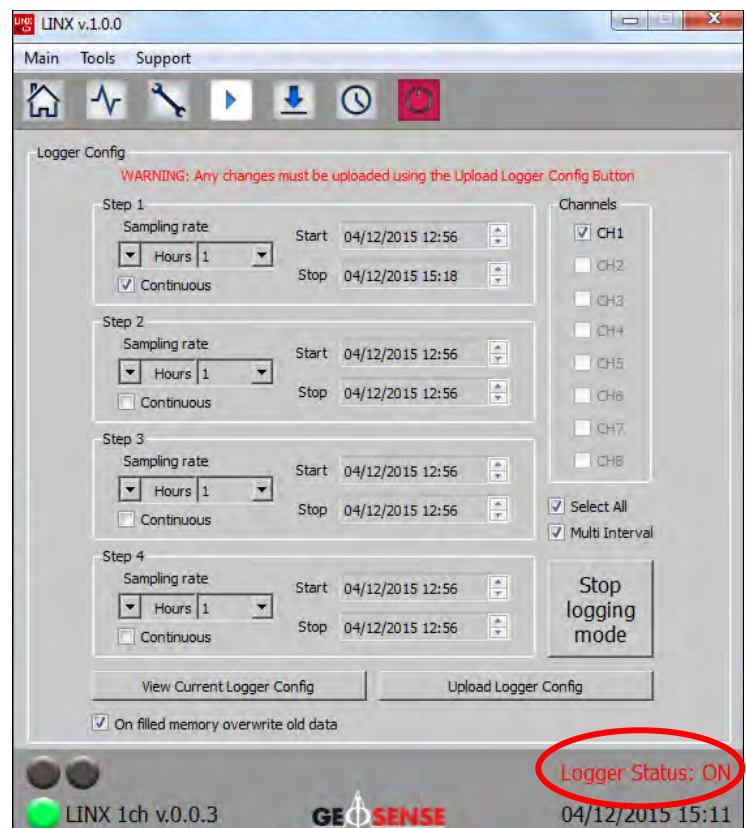 LINX v.1.0.0
Main Tools Support
Logger Config
WARNING: Any changes must be uploaded using the Upload Logger Config Button
Step 1
Sampling rate
Hours 1
Continuous
Start 04/12/2015 12:56
Stop 04/12/2015 15:18
Step 2
Sampling rate
Hours 1
Continuous
Start 04/12/2015 12:56
Stop 04/12/2015 12:56
Step 3
Sampling rate
Hours 1
Continuous
Start 04/12/2015 12:56
Stop 04/12/2015 12:56
Step 4
Sampling rate
Hours 1
Continuous
Start 04/12/2015 12:56
Stop 04/12/2015 12:56
Channels
CH1
CH2
CH3
CH4
CH5
CH6
CH7
CH8
Select All
Multi Interval
Stop
logging
mode
View Current Logger Config
Upload Logger Config
On filled memory overwrite old data
Logger Status: ON
LINX 1ch v.0.0.3
GEOSENSE
04/12/2015 15:11